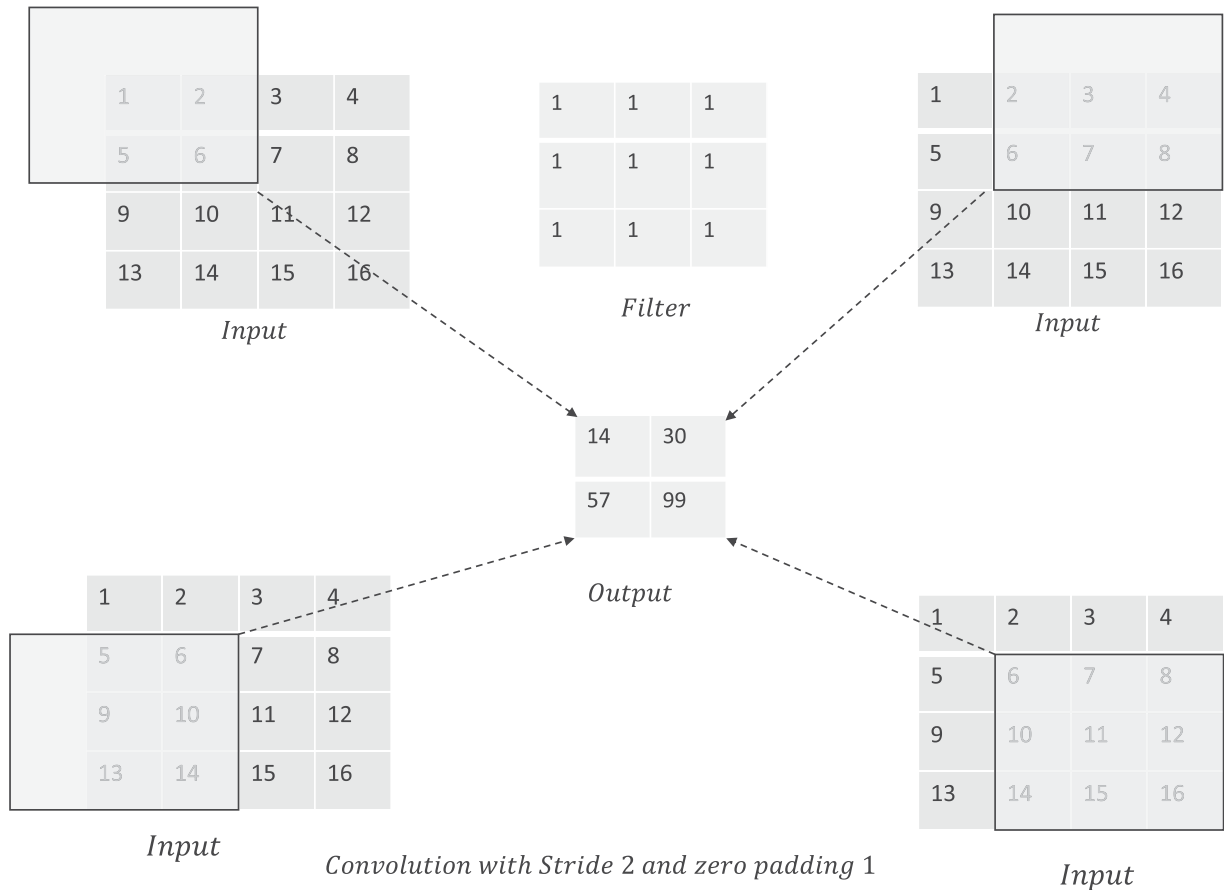 1 2 3 4
5 6 7 8
9 10 11 12
13 14 15 16
Input
1 1 1
1 1 1
1 1 1
Filter
1 2 3 4
5 6 7 8
9 10 11 12
13 14 15 16
Input
14 30
57 99
Output
1 2 3 4
5 6 7 8
9 10 11 12
13 14 15 16
Input
1 2 3 4
5 6 7 8
9 10 11 12
13 14 15 16
Input
Convolution with Stride 2 and zero padding 1